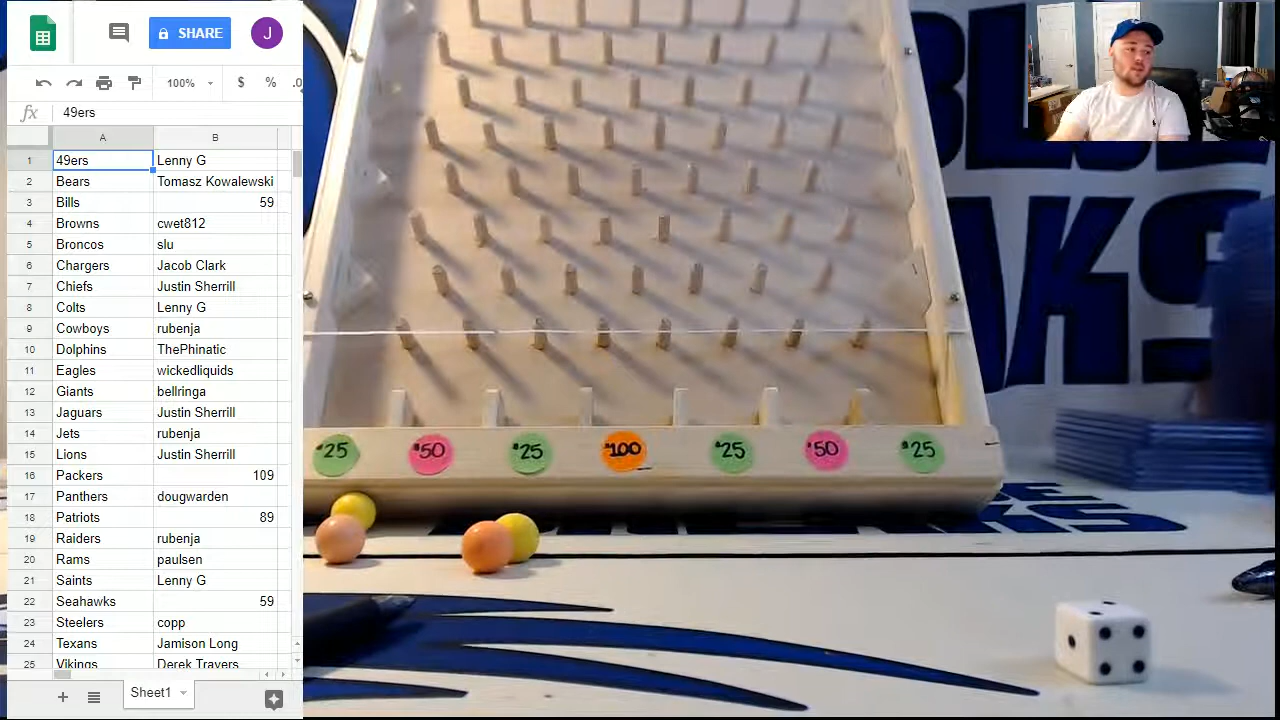 SHARE
J
100%
$
%
.0
fx
49ers
A
B
1 49ers Lenny G
2 Bears Tomasz Kowalewski
3 Bills 59
4 Browns cwet812
5 Broncos slu
6 Chargers Jacob Clark
7 Chiefs Justin Sherrill
8 Colts Lenny G
9 Cowboys rubenja
10 Dolphins ThePhinatic
11 Eagles wickedliquids
12 Giants bellringa
13 Jaguars Justin Sherrill
14 Jets rubenja
15 Lions Justin Sherrill
16 Packers 109
17 Panthers dougwarden
18 Patriots 89
19 Raiders rubenja
20 Rams paulsen
21 Saints Lenny G
22 Seahawks 59
23 Steelers copp
24 Texans Jamison Long
25 Vikings Derek Travers
Sheet1
$25
$50
$25
$100
$25
$50
$25